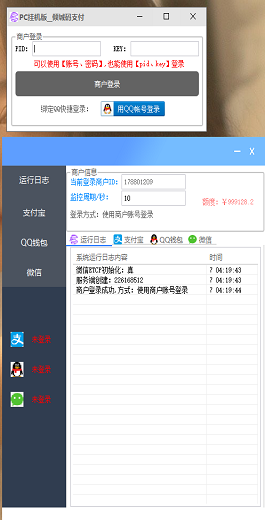 PC挂机版_倾城码支付
商户登录
PID:
KEY:
可以使用【账号、密码】,也能使用【pid、key】登录
商户登录
绑定QQ快捷登录:
用QQ帐号登录
运行日志
支付宝
QQ钱包
微信
未登录
未登录
未登录
商户信息
当前登录商户ID: 178801209
监控周期/秒: 10
额度: ￥999128.2
登录方式: 使用商户账号登录
运行日志 支付宝 QQ钱包 微信
系统运行日志内容 时间
微信ETCP初始化: 真 7 04:19:43
服务端创建: 226168512 7 04:19:43
商户登录成功,方式: 使用商户账号登录 7 04:19:44